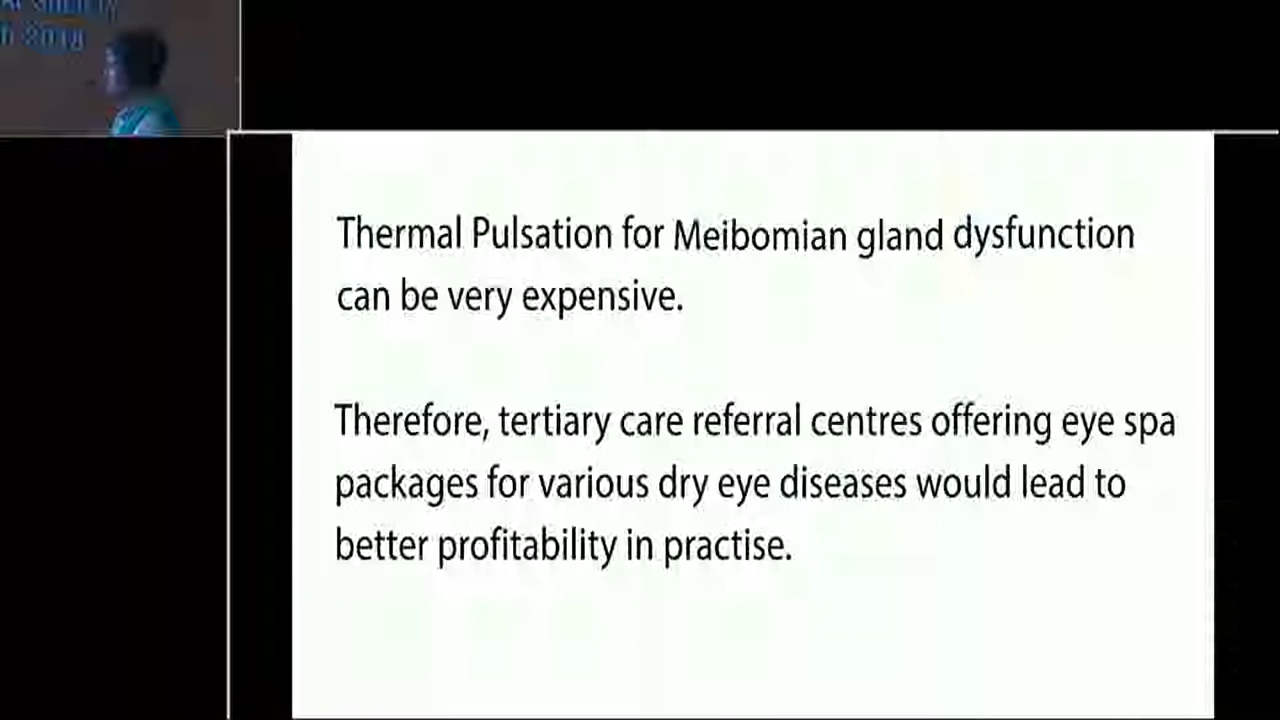 2018
Thermal Pulsation for Meibomian gland dysfunction
can be very expensive.
Therefore, tertiary care referral centres offering eye spa
packages for various dry eye diseases would lead to
better profitability in practise.